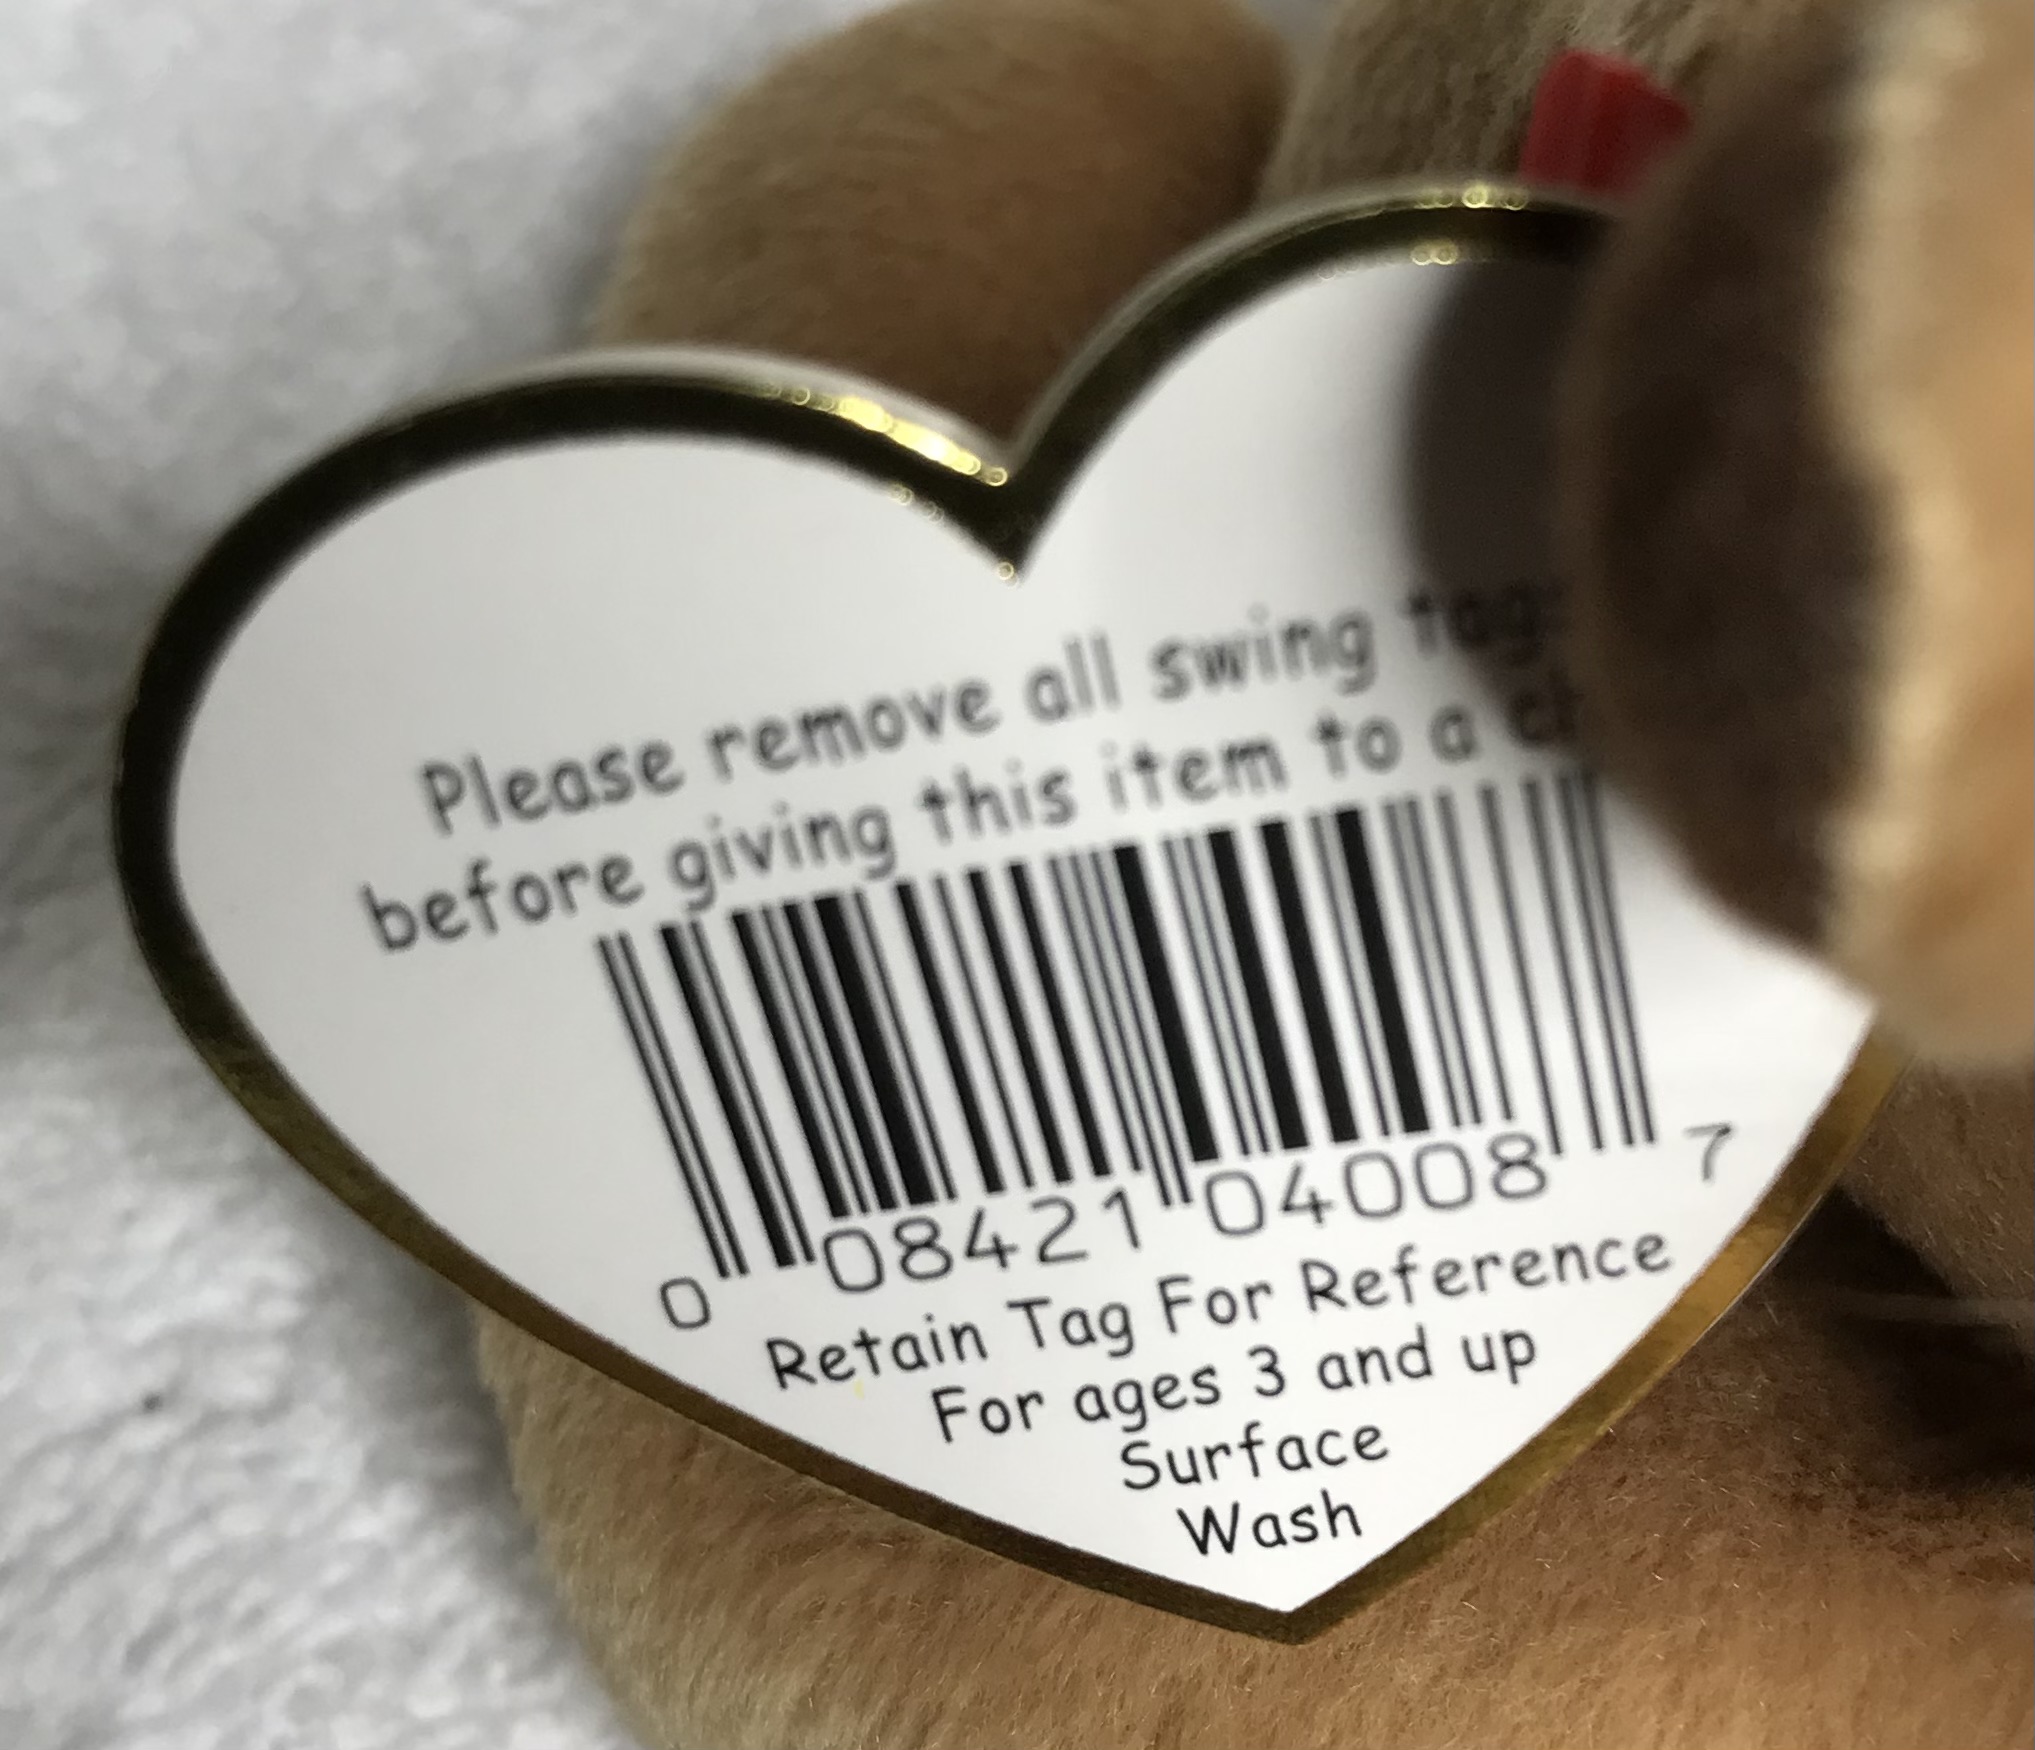 Please remove all swing tag
before giving this item to a
0 08421 04008 7
Retain Tag For Reference
For ages 3 and up
Surface
Wash